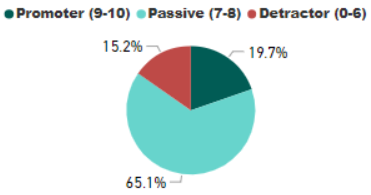 Promoter (9-10) Passive (7-8) Detractor (0-6)
15.2%
19.7%
65.1%